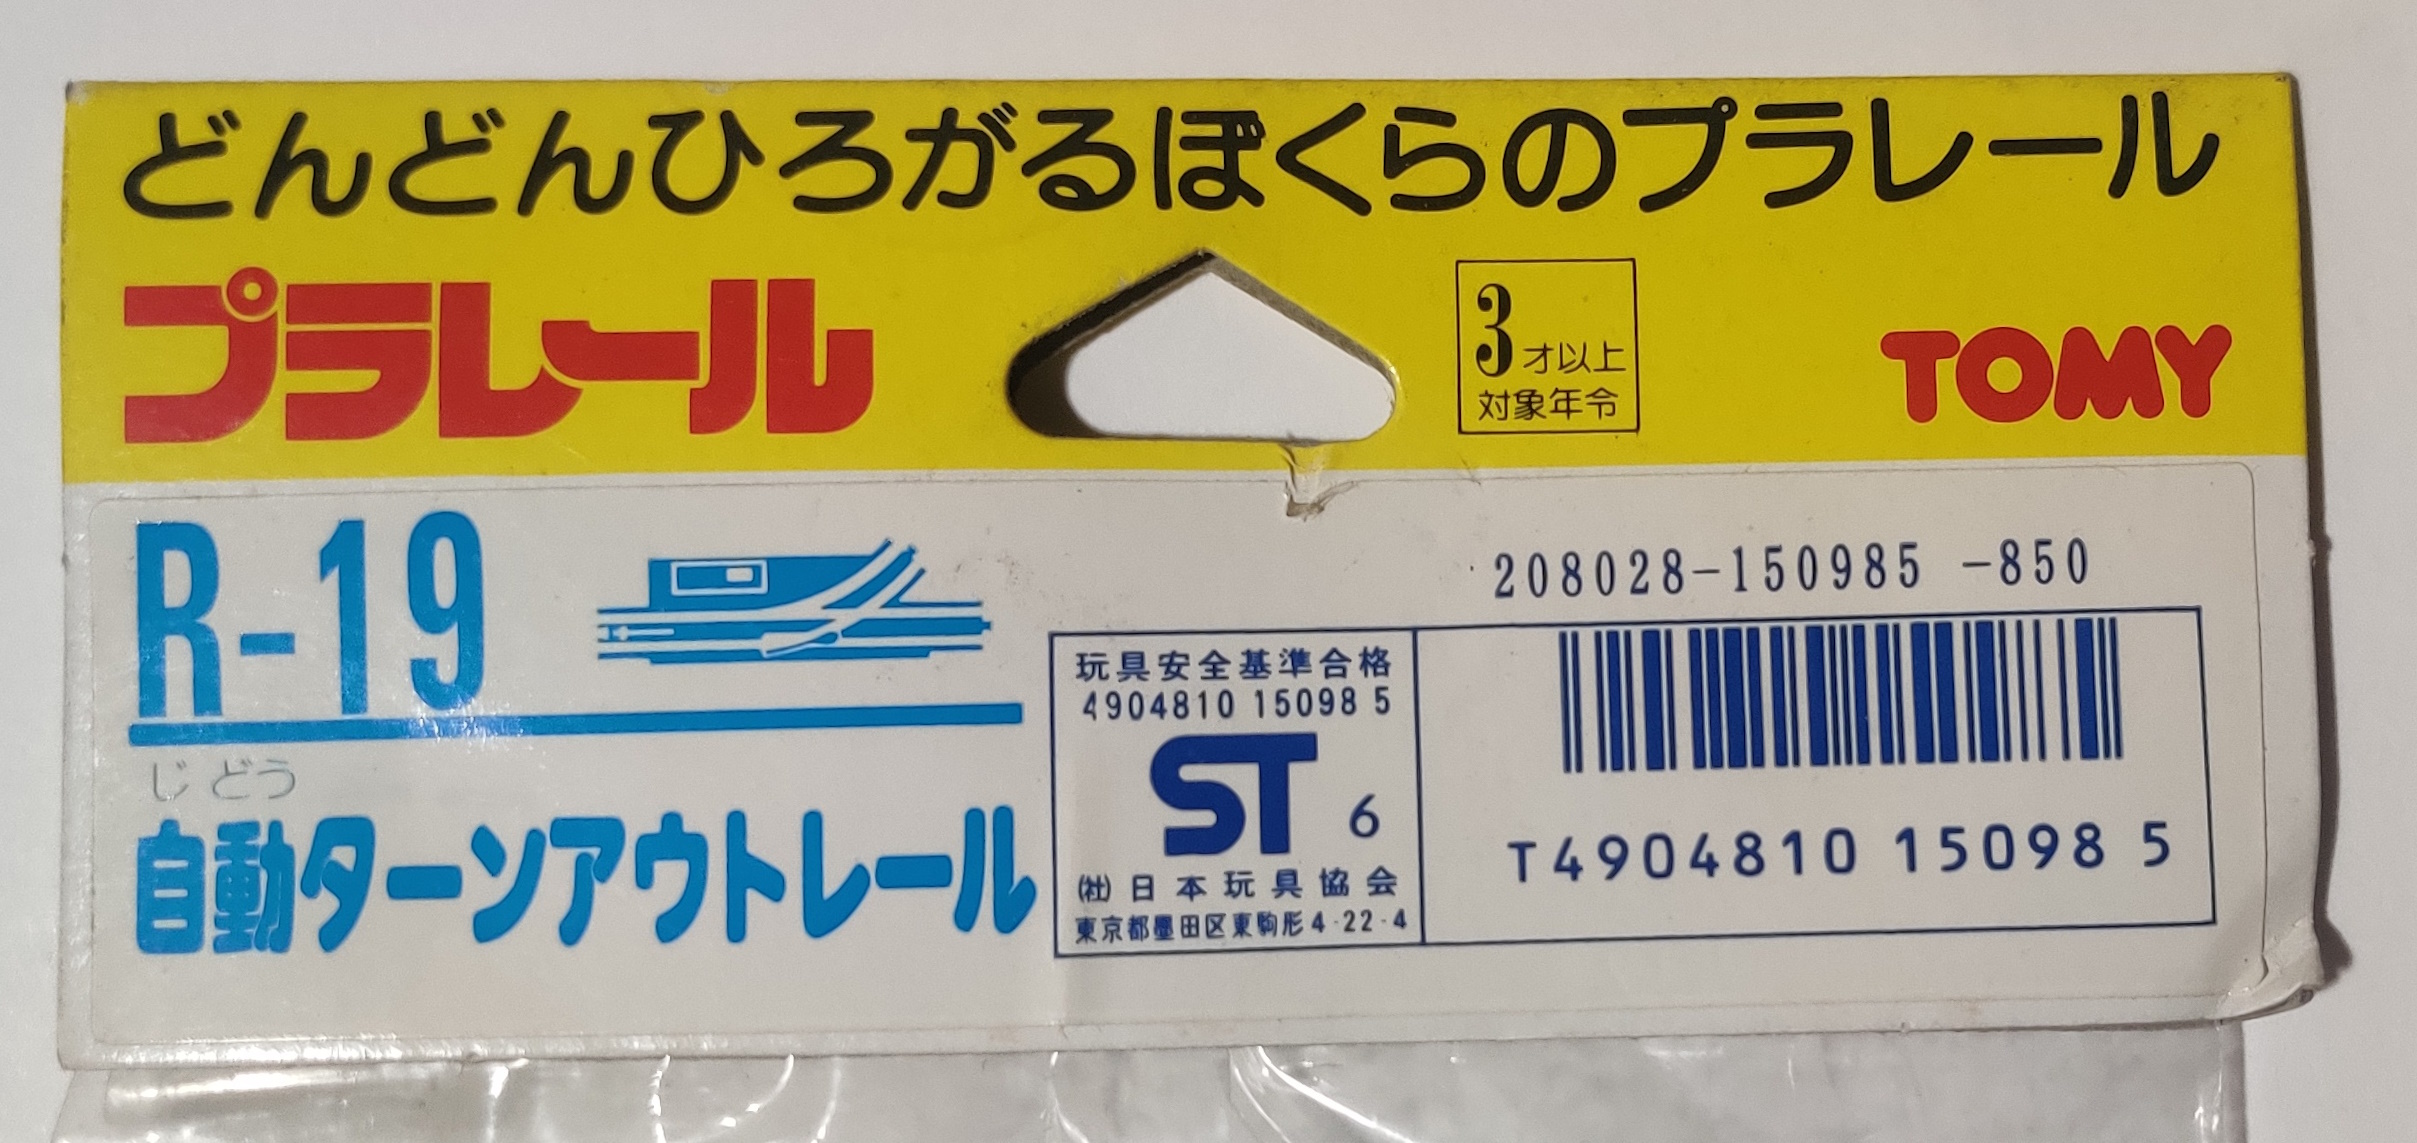 どんどんひろがるぼくらのプラレール
プラレール
3才以上
対象年令
TOMY
R-19
じどう
自動ターンアウトレール
208028-150985 -850
玩具安全基準合格
4904810 15098 5
ST 6
(社)日本玩具協会
東京都墨田区東駒形4-22-4
T4904810 15098 5